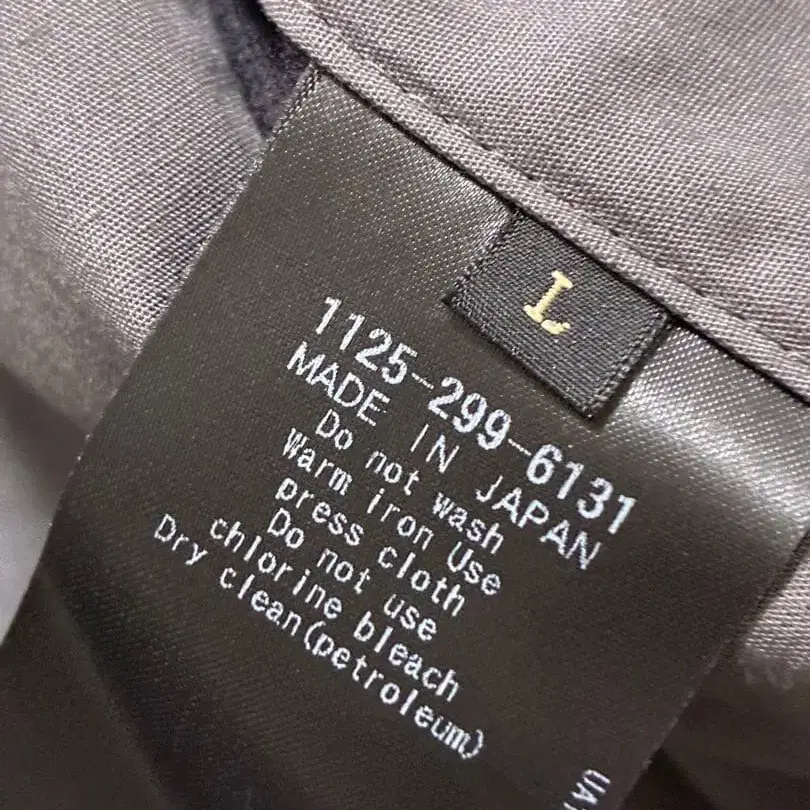 L
1125-299-6131
MADE IN JAPAN
Do not wash
Warm iron Use
press cloth
Do not use
chlorine bleach
Dry clean(petroleum)
UA